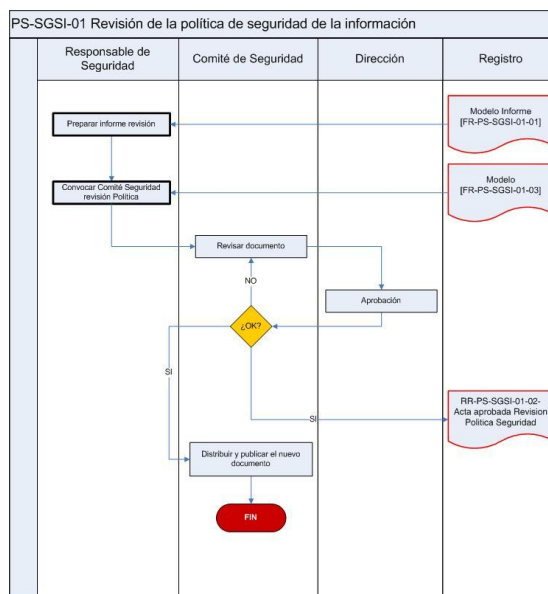 PS-SGSI-01 Revisión de la política de seguridad de la información
Responsable de
Seguridad
Comité de Seguridad
Dirección
Registro
Preparar informe revisión
Modelo Informe
[FR-PS-SGSI-01-01]
Convocar Comité Seguridad
revisión Política
Modelo
[FR-PS-SGSI-01-03]
Revisar documento
NO
Aprobación
¿OK?
SI
SI
RR-PS-SGSI-01-02-
Acta aprobada Revision
Politica Seguridad
Distribuir y publicar el nuevo
documento
FIN